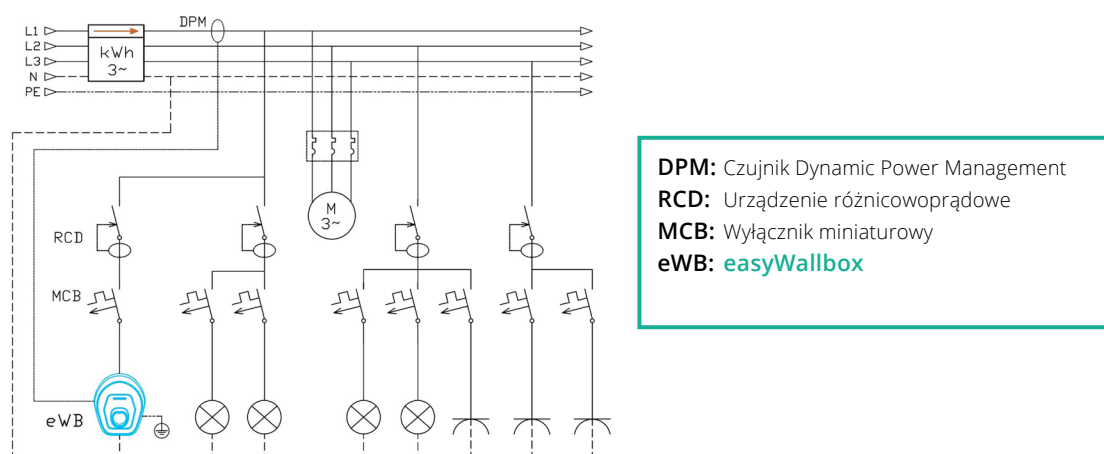 DPM
L1
L2
L3
N
PE
kWh
3~
M
3~
RCD
MCB
eWB
DPM: Czujnik Dynamic Power Management
RCD: Urządzenie różnicowoprądowe
MCB: Wyłącznik miniaturowy
eWB: easyWallbox